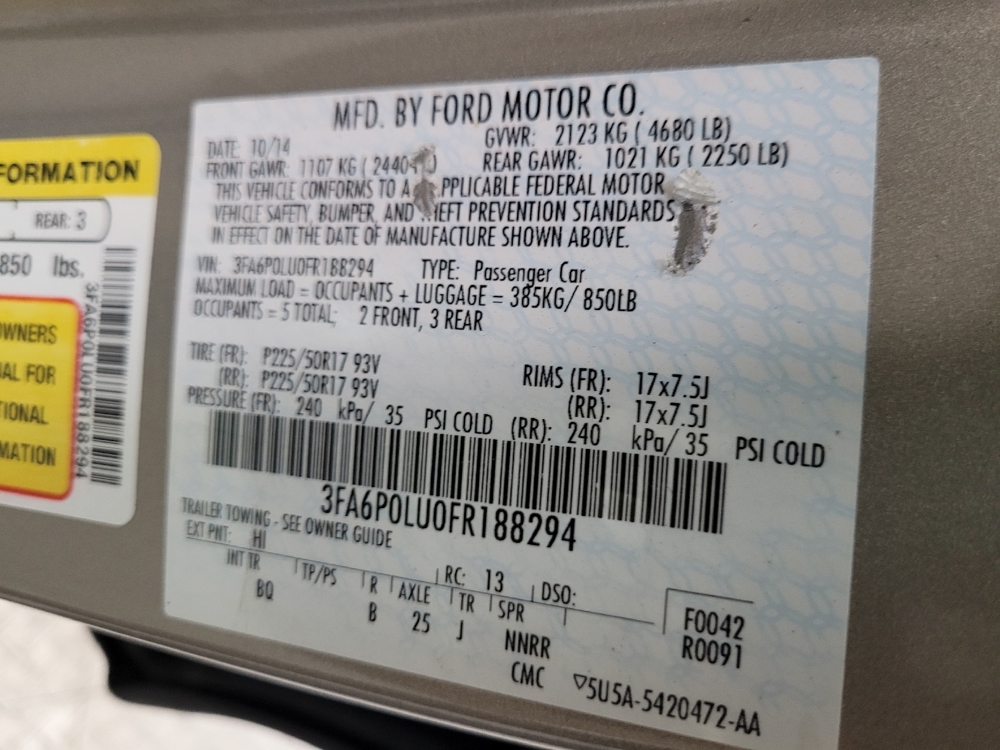 FORMATION
REAR: 3
850 lbs.
OWNERS
AL FOR
TIONAL
MATION
3FA6P0LU0FR188294
MFD. BY FORD MOTOR CO.
DATE: 10/14 GVWR: 2123 KG ( 4680 LB)
FRONT GAWR: 1107 KG ( 2440 REAR GAWR: 1021 KG ( 2250 LB)
THIS VEHICLE CONFORMS TO A PPLICABLE FEDERAL MOTOR
VEHICLE SAFETY, BUMPER, AND HEFT PREVENTION STANDARDS
IN EFFECT ON THE DATE OF MANUFACTURE SHOWN ABOVE.
VIN: 3FA6P0LU0FR188294 TYPE: Passenger Car
MAXIMUM LOAD = OCCUPANTS + LUGGAGE = 385KG/ 850LB
OCCUPANTS = 5 TOTAL; 2 FRONT, 3 REAR
TIRE (FR): P225/50R17 93V RIMS (FR): 17x7.5J
(RR): P225/50R17 93V (RR): 17x7.5J
PRESSURE (FR): 240 kPa/ 35 PSI COLD (RR): 240 kPa/ 35 PSI COLD
3FA6P0LU0FR188294
TRAILER TOWING - SEE OWNER GUIDE
EXT PNT: HI RC: 13 DSO:
INT TR TP/PS R AXLE TR SPR F0042
BQ B 25 J NNRR R0091
CMC 5U5A-5420472-AA